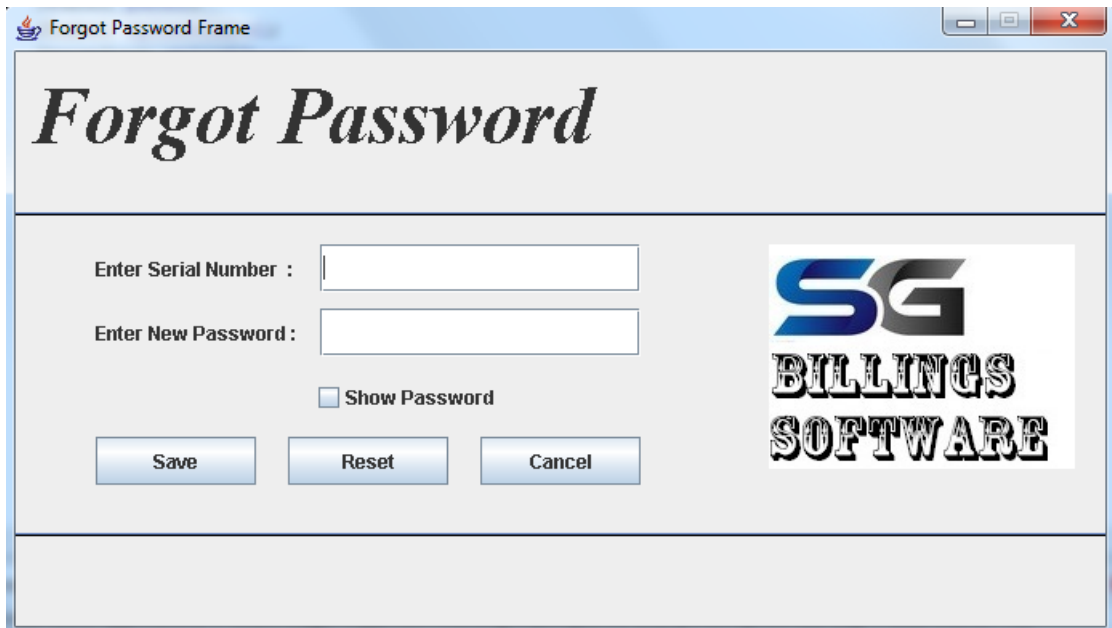 Forgot Password Frame
Forgot Password
Enter Serial Number :
Enter New Password :
Show Password
Save Reset Cancel
SG
BILLINGS
SOFTWARE